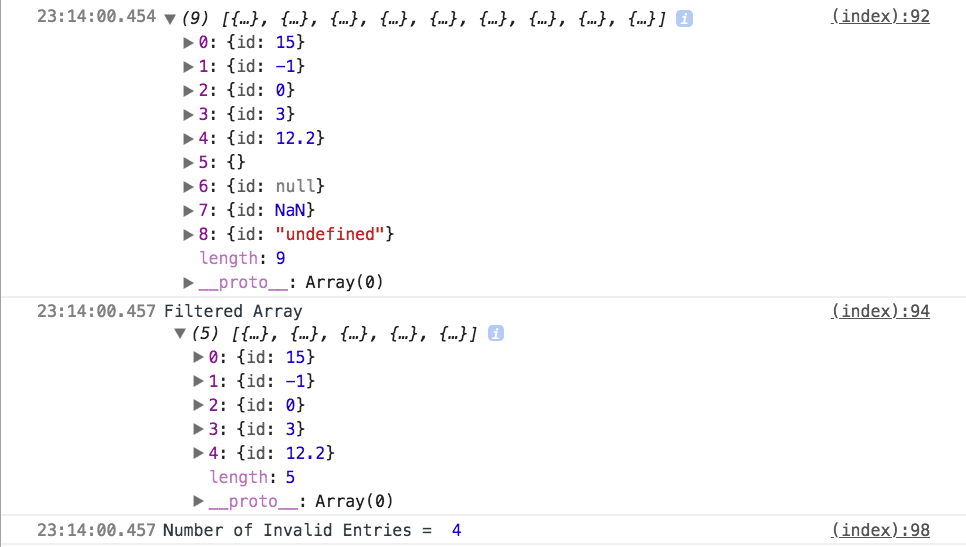 23:14:00.454 ▼(9) [{…}, {…}, {…}, {…}, {…}, {…}, {…}, {…}, {…}] i (index):92
▶0: {id: 15}
▶1: {id: -1}
▶2: {id: 0}
▶3: {id: 3}
▶4: {id: 12.2}
▶5: {}
▶6: {id: null}
▶7: {id: NaN}
▶8: {id: "undefined"}
length: 9
▶__proto__: Array(0)
23:14:00.457 Filtered Array (index):94
▼(5) [{…}, {…}, {…}, {…}, {…}] i
▶0: {id: 15}
▶1: {id: -1}
▶2: {id: 0}
▶3: {id: 3}
▶4: {id: 12.2}
length: 5
▶__proto__: Array(0)
23:14:00.457 Number of Invalid Entries = 4 (index):98